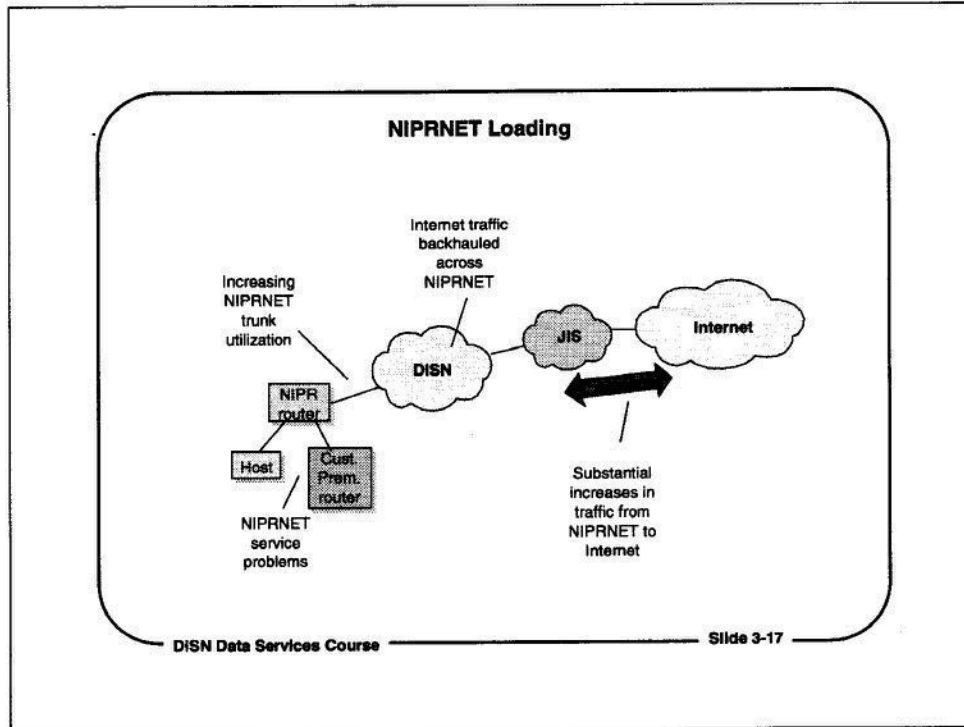 NIPRNET Loading
Internet traffic
backhauled
across
NIPRNET
Increasing
NIPRNET
trunk
utilization
Internet
JIS
DISN
NIPR
router
Host
Cust.
Prem.
router
NIPRNET
service
problems
Substantial
increases in
traffic from
NIPRNET to
Internet
DISN Data Services Course
Slide 3-17